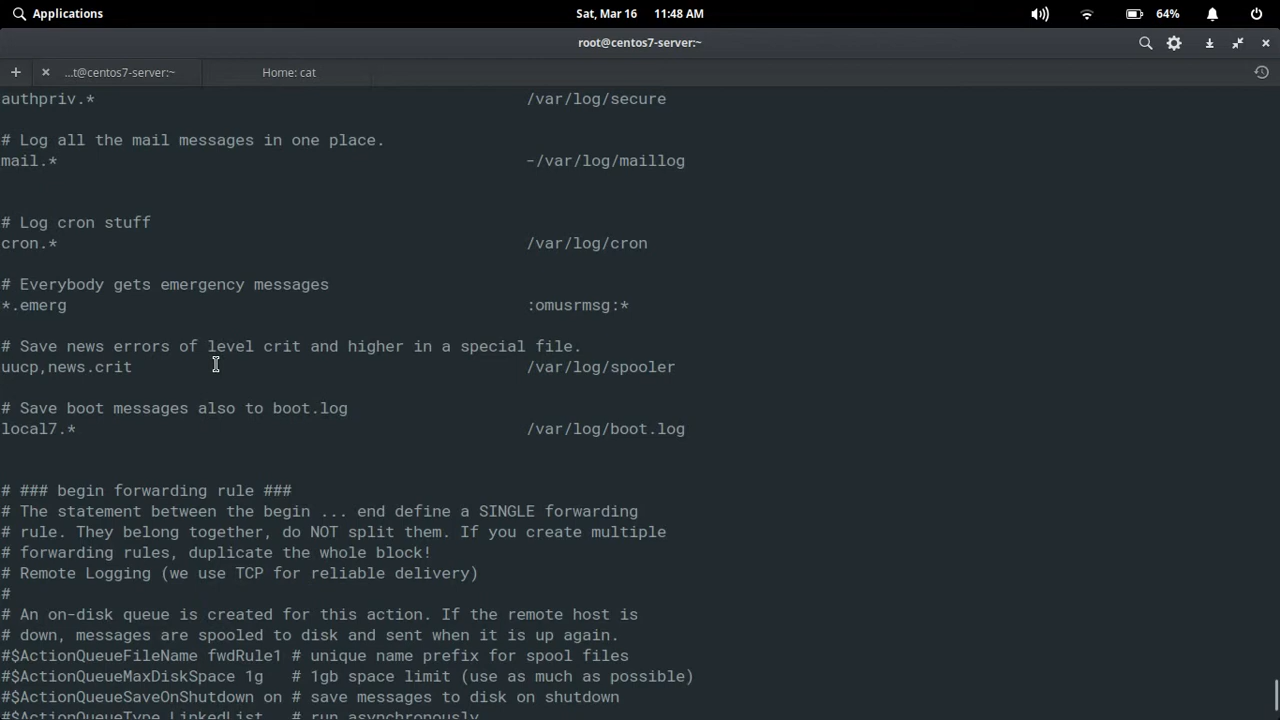 Applications
Sat, Mar 16 11:48 AM
64%
root@centos7-server:~
+ × ...t@centos7-server:~ Home: cat
authpriv.* /var/log/secure
# Log all the mail messages in one place.
mail.* -/var/log/maillog
# Log cron stuff
cron.* /var/log/cron
# Everybody gets emergency messages
*.emerg :omusrmsg:*
# Save news errors of level crit and higher in a special file.
uucp,news.crit /var/log/spooler
# Save boot messages also to boot.log
local7.* /var/log/boot.log
# ### begin forwarding rule ###
# The statement between the begin ... end define a SINGLE forwarding
# rule. They belong together, do NOT split them. If you create multiple
# forwarding rules, duplicate the whole block!
# Remote Logging (we use TCP for reliable delivery)
#
# An on-disk queue is created for this action. If the remote host is
# down, messages are spooled to disk and sent when it is up again.
#$ActionQueueFileName fwdRule1 # unique name prefix for spool files
#$ActionQueueMaxDiskSpace 1g # 1gb space limit (use as much as possible)
#$ActionQueueSaveOnShutdown on # save messages to disk on shutdown
#$ActionQueueType LinkedList # run asynchronously